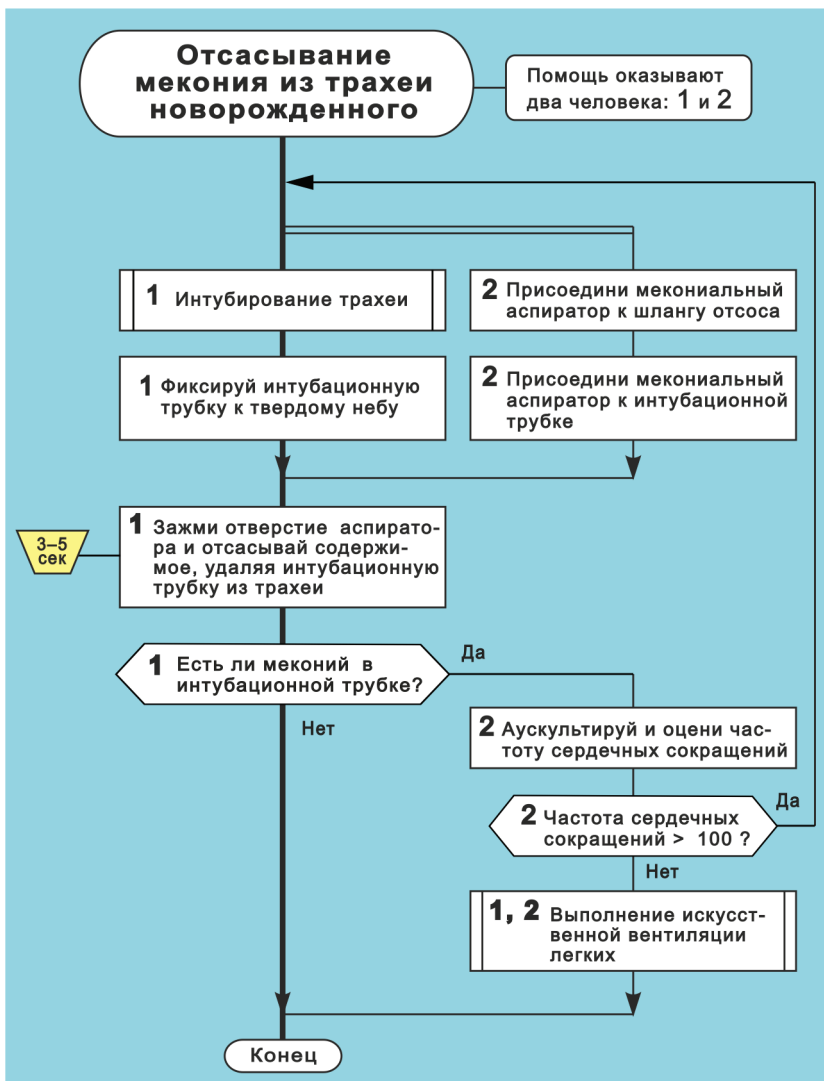 Отсасывание
мекония из трахеи
новорожденного
Помощь оказывают
два человека: 1 и 2
1 Интубирование трахеи
2 Присоедини мекониальный
аспиратор к шлангу отсоса
1 Фиксируй интубационную
трубку к твердому небу
2 Присоедини мекониальный
аспиратор к интубационной
трубке
3–5
сек
1 Зажми отверстие аспирато-
ра и отсасывай содержи-
мое, удаляя интубационную
трубку из трахеи
1 Есть ли меконий в
интубационной трубке?
Да
Нет
2 Аускультируй и оцени час-
тоту сердечных сокращений
2 Частота сердечных
сокращений > 100 ?
Да
Нет
1, 2 Выполнение искусст-
венной вентиляции
легких
Конец